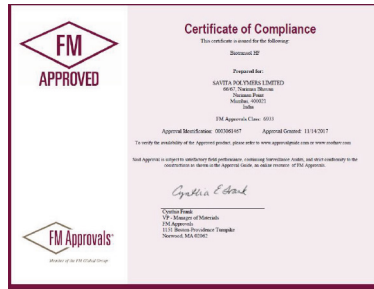 FM
APPROVED
Certificate of Compliance
This certificate is issued for the following:
HF
Prepared for:
SAVITA POLYMERS LIMITED
66/67, Nariman Bhavan
Nariman Point
Mumbai, 400021
India
FM Approvals Class: 6933
Approval Identification: 0003061467 Approval Granted: 11/14/2017
To verify the availability of the Approved product, please refer to www.approvalguide.com or www.roofnav.com
Said Approval is subject to satisfactory field performance, continuing Surveillance Audits, and strict conformity to the
constructions as shown in the Approval Guide, an online resource of FM Approvals.
Cynthia E Frank
Cynthia Frank
VP - Manager of Materials
FM Approvals
1151 Boston-Providence Turnpike
Norwood, MA 02062
FM Approvals
Member of the FM Global Group